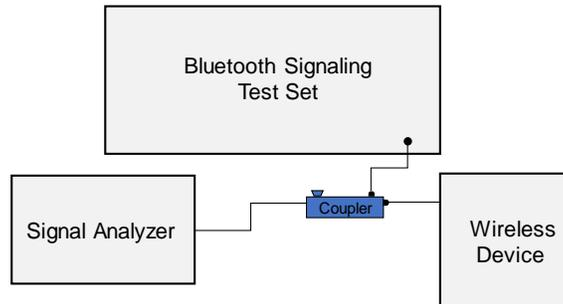 Bluetooth Signaling
Test Set
Signal Analyzer
Coupler
Wireless
Device